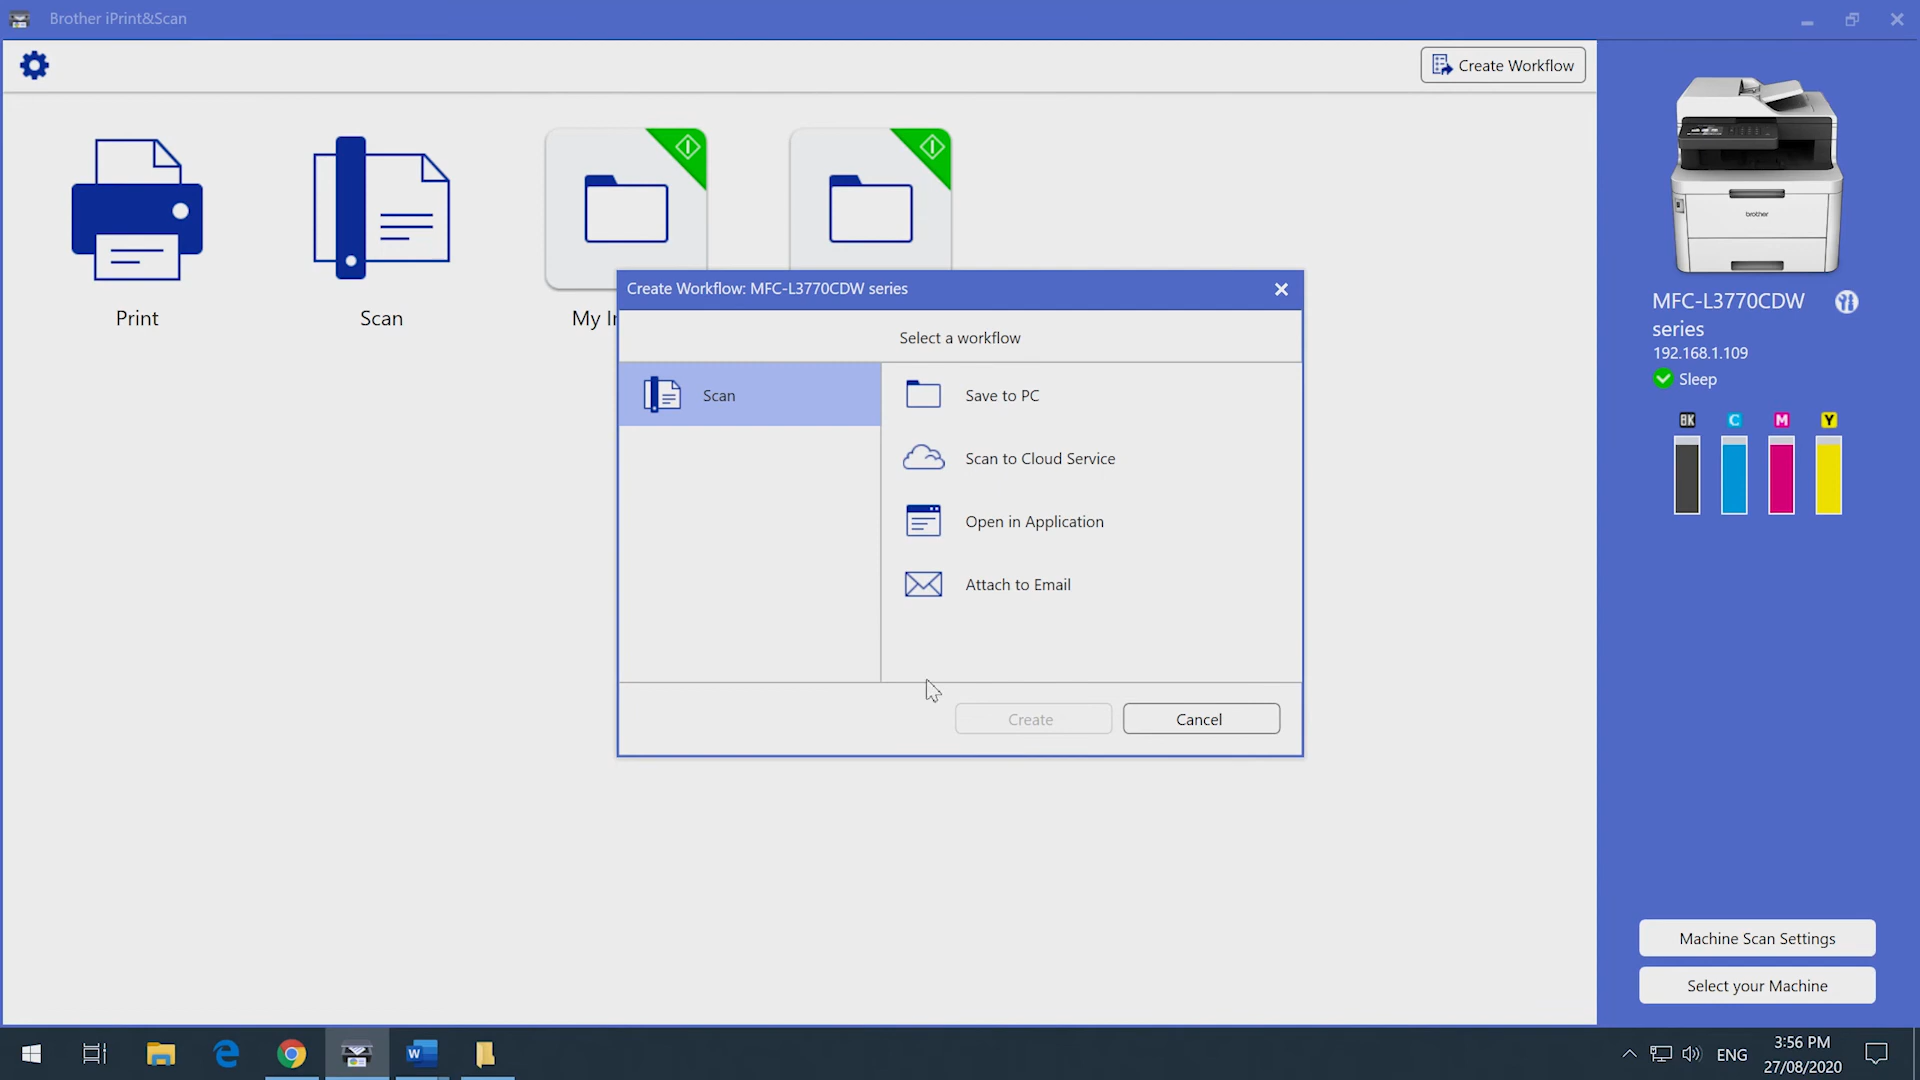 Brother iPrint&Scan
Create Workflow
Print
Scan
My
Create Workflow: MFC-L3770CDW series
Select a workflow
Scan
Save to PC
Scan to Cloud Service
Open in Application
Attach to Email
Create
Cancel
brother
MFC-L3770CDW
series
192.168.1.109
Sleep
BK C M Y
Machine Scan Settings
Select your Machine
W
ENG
3:56 PM
27/08/2020